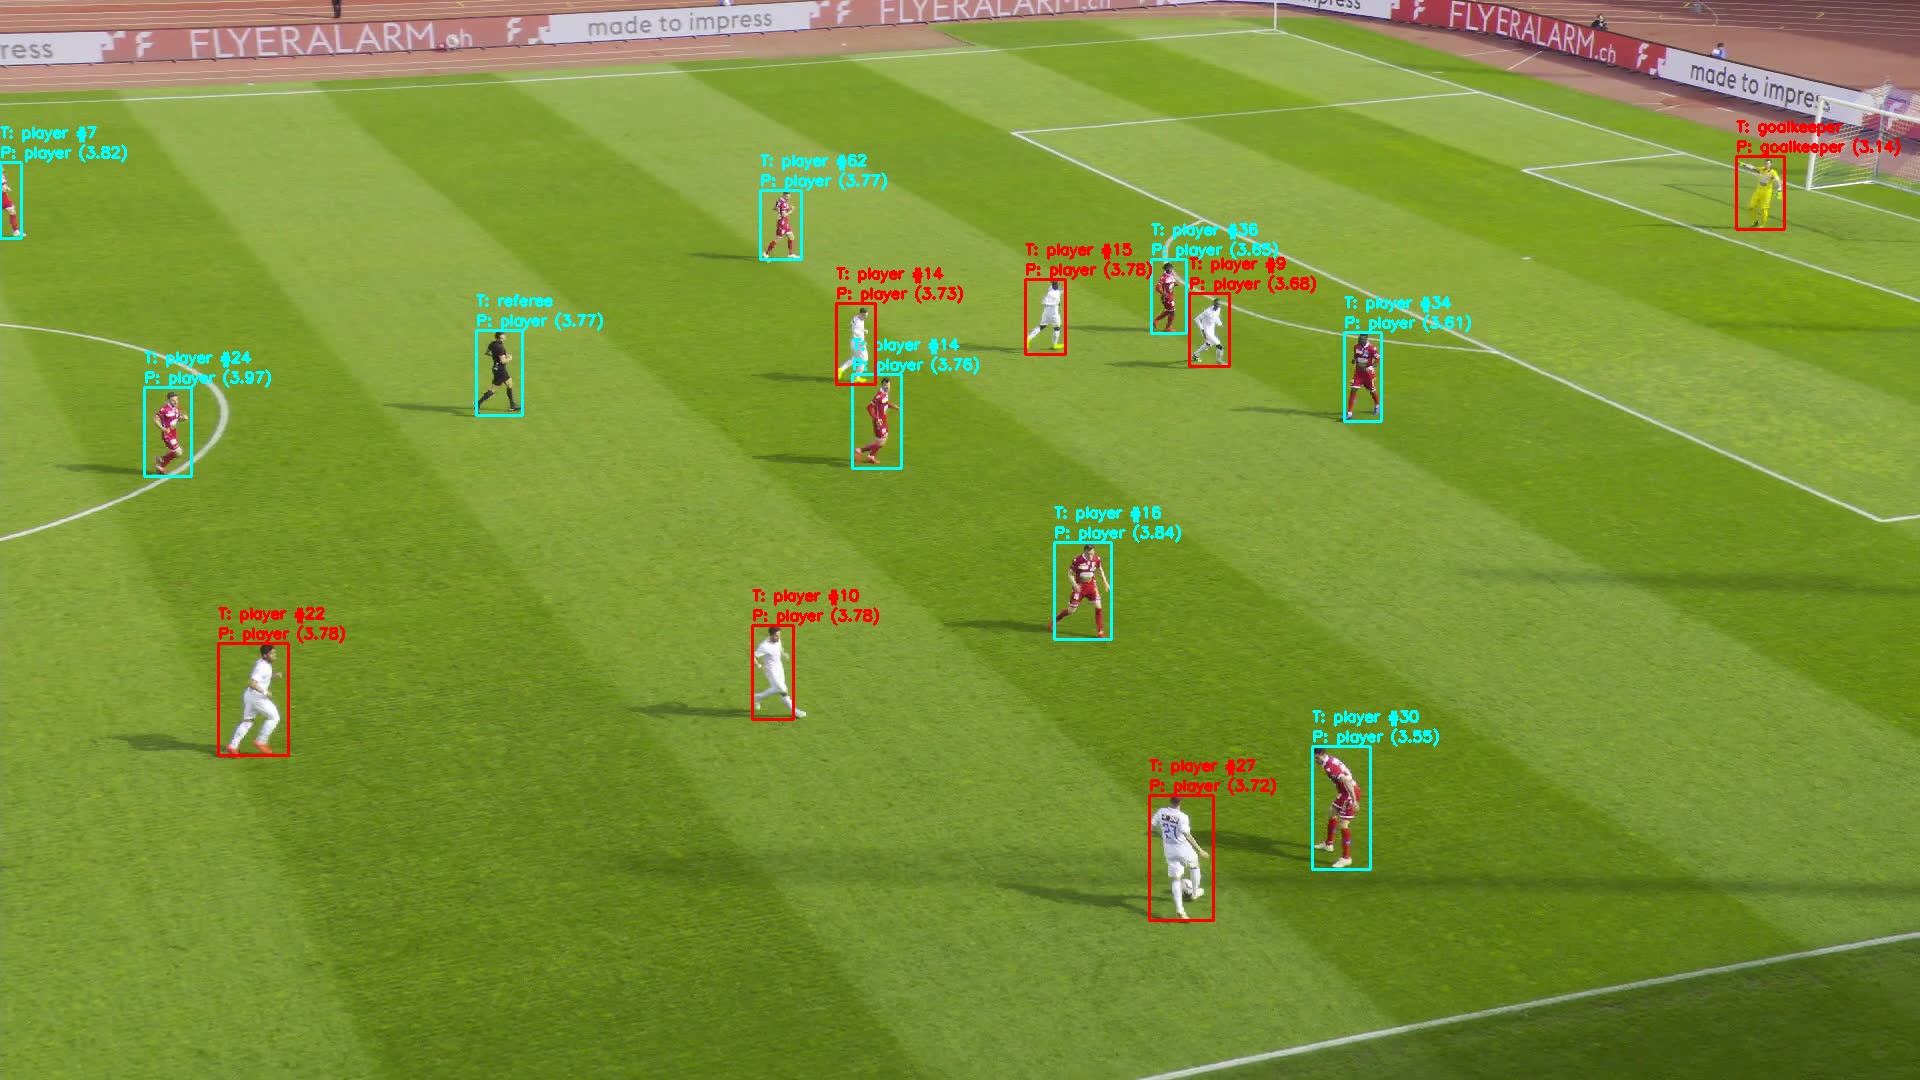 ress FLYERALARM.ch made to impress FLYERALARM.ch
FLYERALARM.ch made to impress
T: player #7
P: player (3.82)
T: goalkeeper
P: goalkeeper (3.14)
T: player #62
P: player (3.77)
T: player #36
P: player (3.65)
T: player #15
P: player (3.78)
T: player #9
P: player (3.68)
T: player #14
P: player (3.73)
T: referee
P: player (3.77)
T: player #34
P: player (3.61)
T: player #14
P: player (3.76)
T: player #24
P: player (3.97)
T: player #16
P: player (3.84)
T: player #10
P: player (3.78)
T: player #22
P: player (3.78)
T: player #30
P: player (3.55)
T: player #27
P: player (3.72)
27